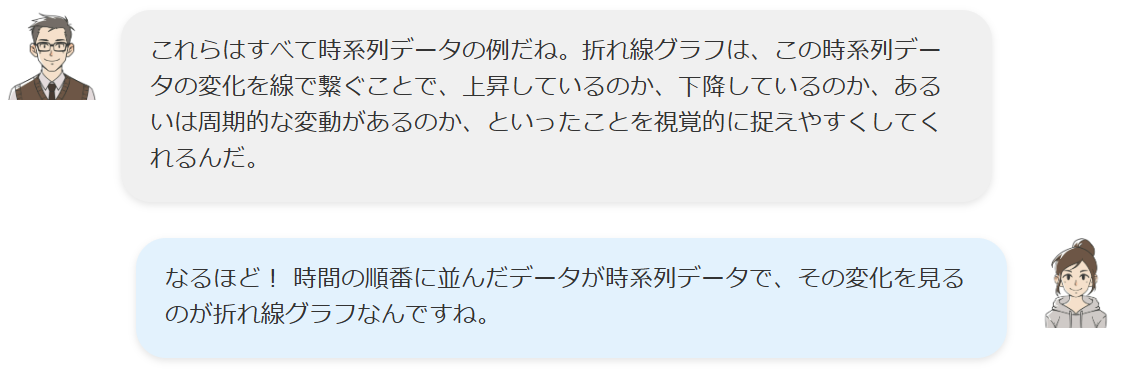 これらはすべて時系列データの例だね。折れ線グラフは、この時系列デー
タの変化を線で繋ぐことで、上昇しているのか、下降しているのか、ある
いは周期的な変動があるのか、といったことを視覚的に捉えやすくしてく
れるんだ。
なるほど！ 時間の順番に並んだデータが時系列データで、その変化を見る
のが折れ線グラフなんですね。